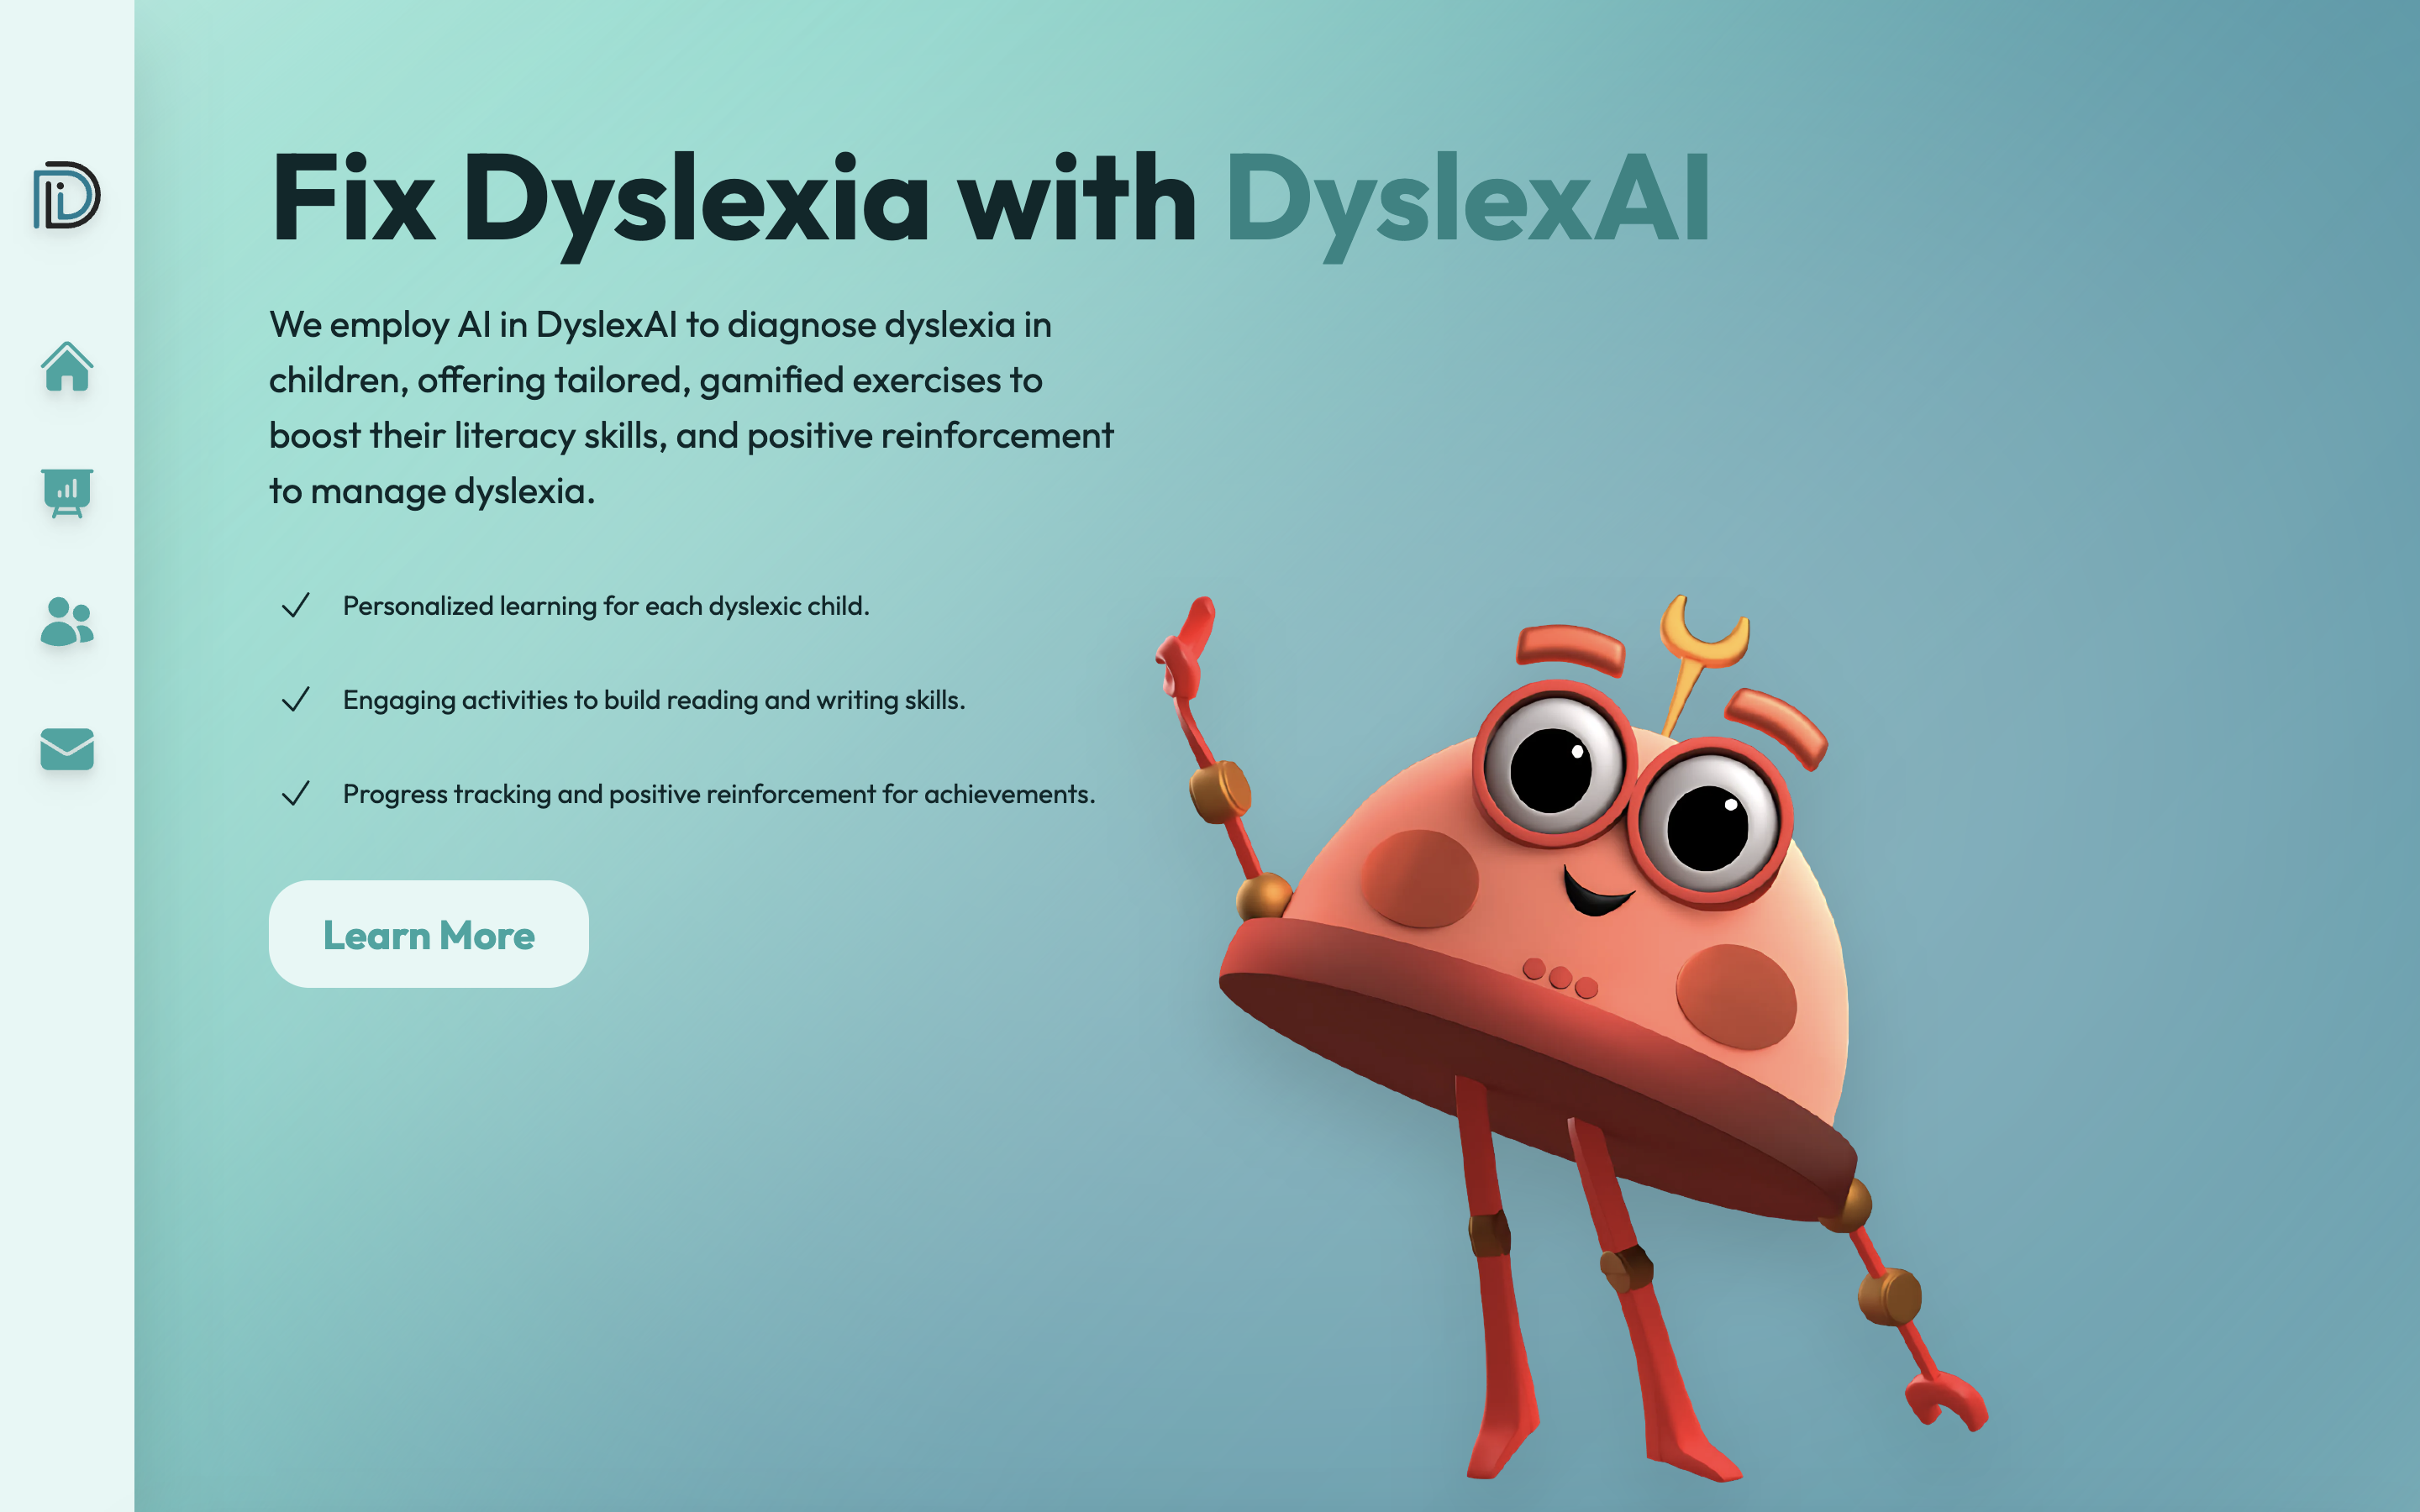 Fix Dyslexia with DyslexAI
We employ AI in DyslexAI to diagnose dyslexia in
children, offering tailored, gamified exercises to
boost their literacy skills, and positive reinforcement
to manage dyslexia.
Personalized learning for each dyslexic child.
Engaging activities to build reading and writing skills.
Progress tracking and positive reinforcement for achievements.
Learn More